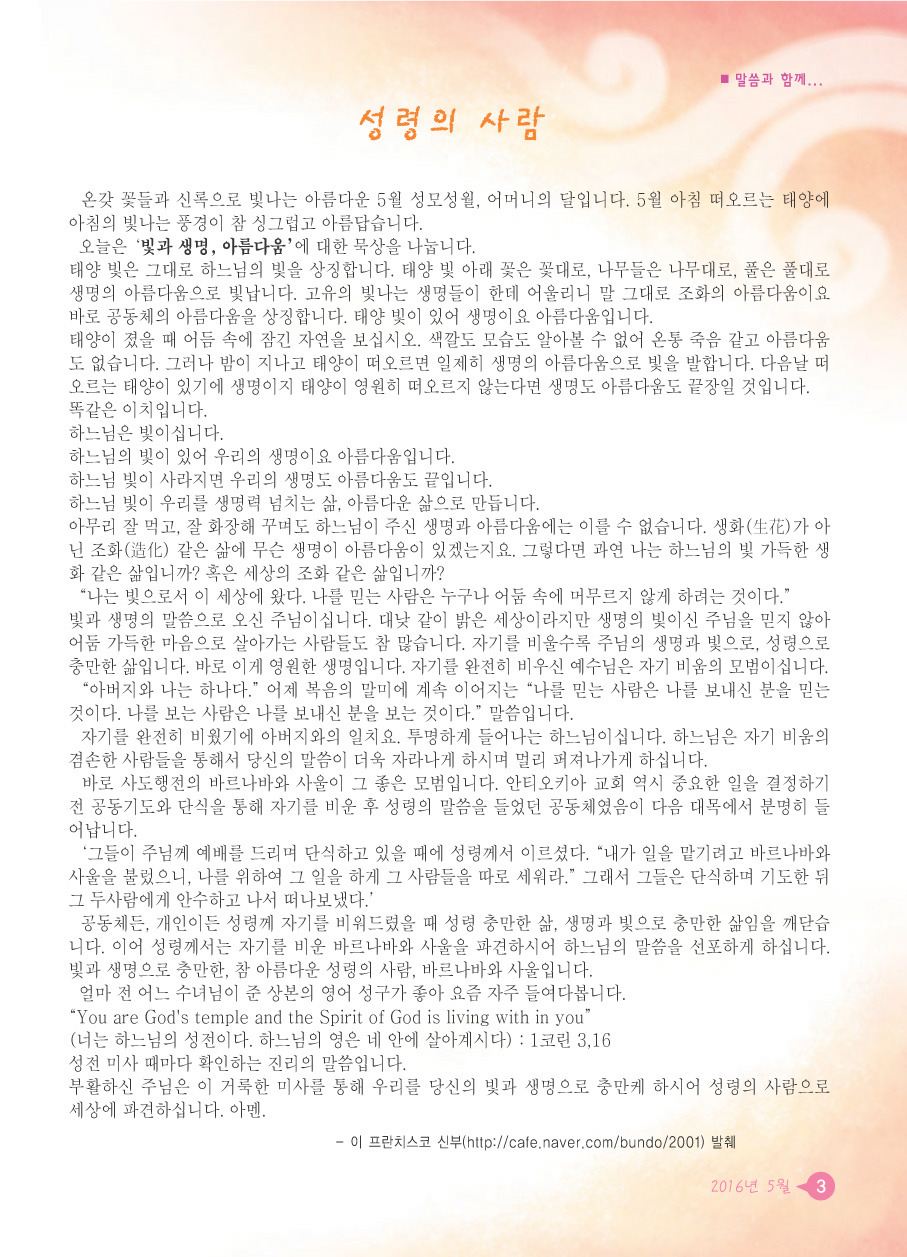 ■ 말씀과 함께...
성령의 사람
온갖 꽃들과 신록으로 빛나는 아름다운 5월 성모성월, 어머니의 달입니다. 5월 아침 떠오르는 태양에
아침의 빛나는 풍경이 참 싱그럽고 아름답습니다.
오늘은 ‘빛과 생명, 아름다움’에 대한 묵상을 나눕니다.
태양 빛은 그대로 하느님의 빛을 상징합니다. 태양 빛 아래 꽃은 꽃대로, 나무들은 나무대로, 풀은 풀대로
생명의 아름다움으로 빛납니다. 고유의 빛나는 생명들이 한데 어울리니 말 그대로 조화의 아름다움이요
바로 공동체의 아름다움을 상징합니다. 태양 빛이 있어 생명이요 아름다움입니다.
태양이 졌을 때 어둠 속에 잠긴 자연을 보십시요. 색깔도 모습도 알아볼 수 없어 온통 죽음 같고 아름다움
도 없습니다. 그러나 밤이 지나고 태양이 떠오르면 일제히 생명의 아름다움으로 빛을 발합니다. 다음날 떠
오르는 태양이 있기에 생명이지 태양이 영원히 떠오르지 않는다면 생명도 아름다움도 끝장일 것입니다.
똑같은 이치입니다.
하느님은 빛이십니다.
하느님의 빛이 있어 우리의 생명이요 아름다움입니다.
하느님 빛이 사라지면 우리의 생명도 아름다움도 끝입니다.
하느님 빛이 우리를 생명력 넘치는 삶, 아름다운 삶으로 만듭니다.
아무리 잘 먹고, 잘 화장해 꾸며도 하느님이 주신 생명과 아름다움에는 이를 수 없습니다. 생화(生花)가 아
닌 조화(造化) 같은 삶에 무슨 생명이 아름다움이 있겠는지요. 그렇다면 과연 나는 하느님의 빛 가득한 생
화 같은 삶입니까? 혹은 세상의 조화 같은 삶입니까?
“나는 빛으로서 이 세상에 왔다. 나를 믿는 사람은 누구나 어둠 속에 머무르지 않게 하려는 것이다.”
빛과 생명의 말씀으로 오신 주님이십니다. 대낮 같이 밝은 세상이라지만 생명의 빛이신 주님을 믿지 않아
어둠 가득한 마음으로 살아가는 사람들도 참 많습니다. 자기를 비울수록 주님의 생명과 빛으로, 성령으로
충만한 삶입니다. 바로 이게 영원한 생명입니다. 자기를 완전히 비우신 예수님은 자기 비움의 모범이십니다.
“아버지와 나는 하나다.” 어제 복음의 말미에 계속 이어지는 “나를 믿는 사람은 나를 보내신 분을 믿는
것이다. 나를 보는 사람은 나를 보내신 분을 보는 것이다.” 말씀입니다.
자기를 완전히 비웠기에 아버지와의 일치요. 투명하게 들어나는 하느님이십니다. 하느님은 자기 비움의
겸손한 사람들을 통해서 당신의 말씀이 더욱 자라나게 하시며 멀리 퍼져나가게 하십니다.
바로 사도행전의 바르나바와 사울이 그 좋은 모범입니다. 안티오키아 교회 역시 중요한 일을 결정하기
전 공동기도와 단식을 통해 자기를 비운 후 성령의 말씀을 들었던 공동체였음이 다음 대목에서 분명히 들
어납니다.
‘그들이 주님께 예배를 드리며 단식하고 있을 때에 성령께서 이르셨다. “내가 일을 맡기려고 바르나바와
사울을 불렀으니, 나를 위하여 그 일을 하게 그 사람들을 따로 세워라.” 그래서 그들은 단식하며 기도한 뒤
그 두사람에게 안수하고 나서 떠나보냈다.’
공동체든, 개인이든 성령께 자기를 비워드렸을 때 성령 충만한 삶, 생명과 빛으로 충만한 삶임을 깨닫습
니다. 이어 성령께서는 자기를 비운 바르나바와 사울을 파견하시어 하느님의 말씀을 선포하게 하십니다.
빛과 생명으로 충만한, 참 아름다운 성령의 사람, 바르나바와 사울입니다.
얼마 전 어느 수녀님이 준 상본의 영어 성구가 좋아 요즘 자주 들여다봅니다.
“You are God's temple and the Spirit of God is living with in you”
(너는 하느님의 성전이다. 하느님의 영은 네 안에 살아계시다) : 1코린 3,16
성전 미사 때마다 확인하는 진리의 말씀입니다.
부활하신 주님은 이 거룩한 미사를 통해 우리를 당신의 빛과 생명으로 충만케 하시어 성령의 사람으로
세상에 파견하십니다. 아멘.
- 이 프란치스코 신부(http://cafe.naver.com/bundo/2001) 발췌
2016년 5월 3